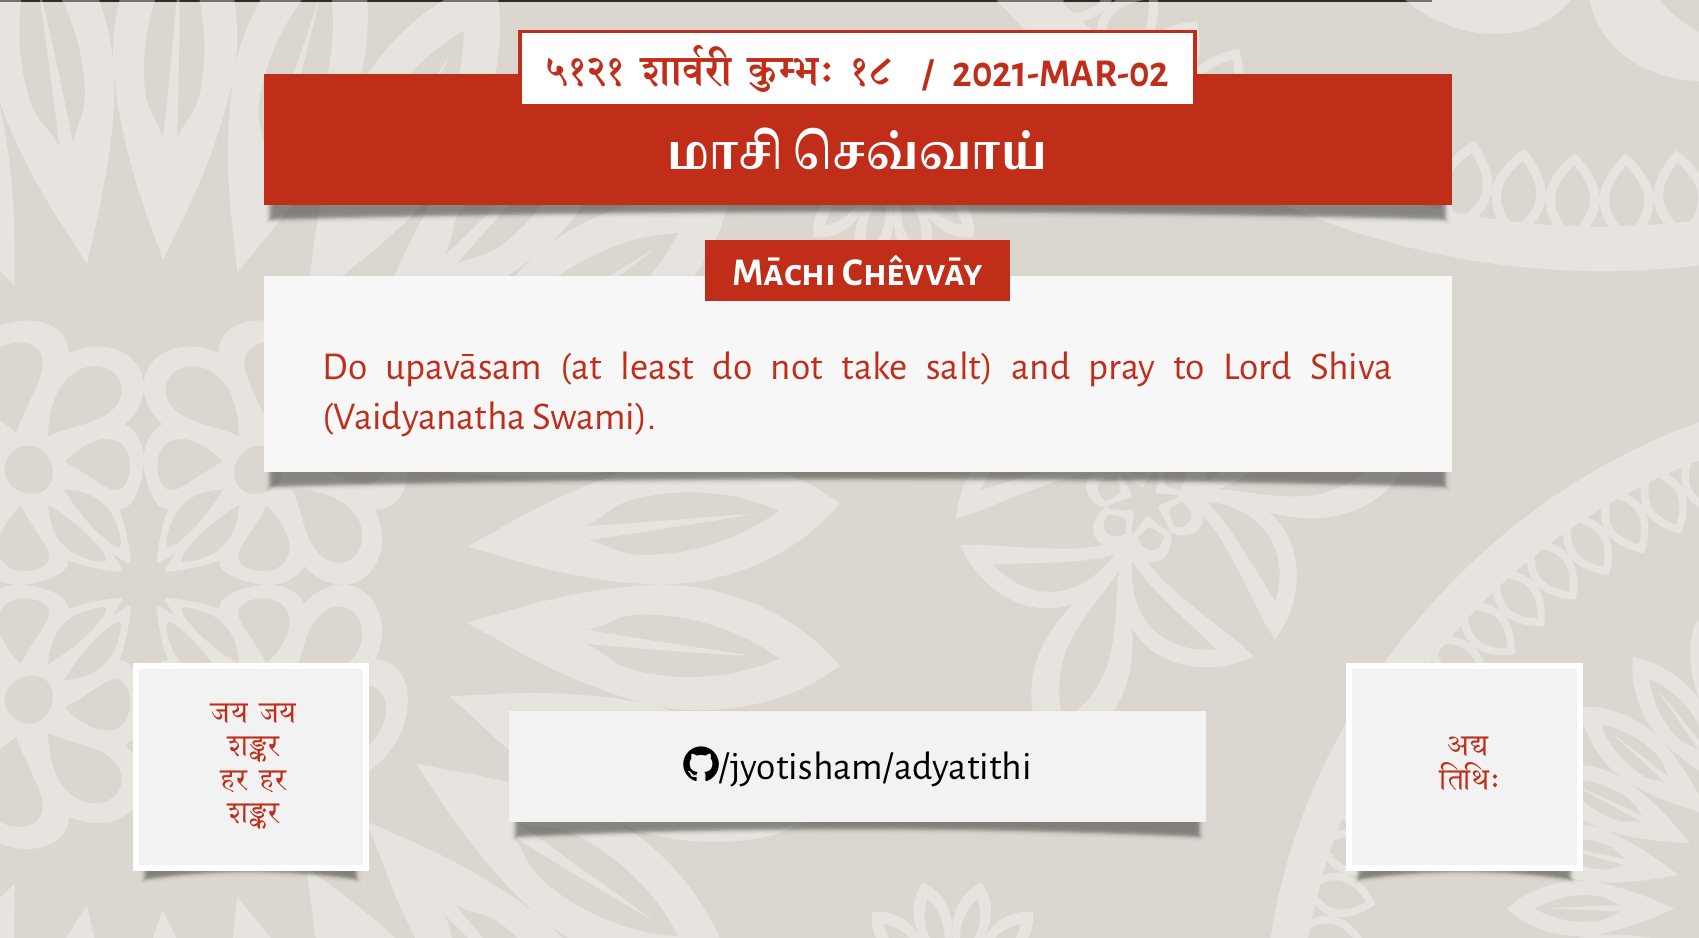 ५१२१ शार्वरी कुम्भः १८ / 2021-MAR-02
மாசி செவ்வாய்
Māchi Chêvvāy
Do upavāsam (at least do not take salt) and pray to Lord Shiva
(Vaidyanatha Swami).
जय जय
शङ्कर
हर हर
शङ्कर
/jyotisham/adyatithi
अद्य
तिथिः